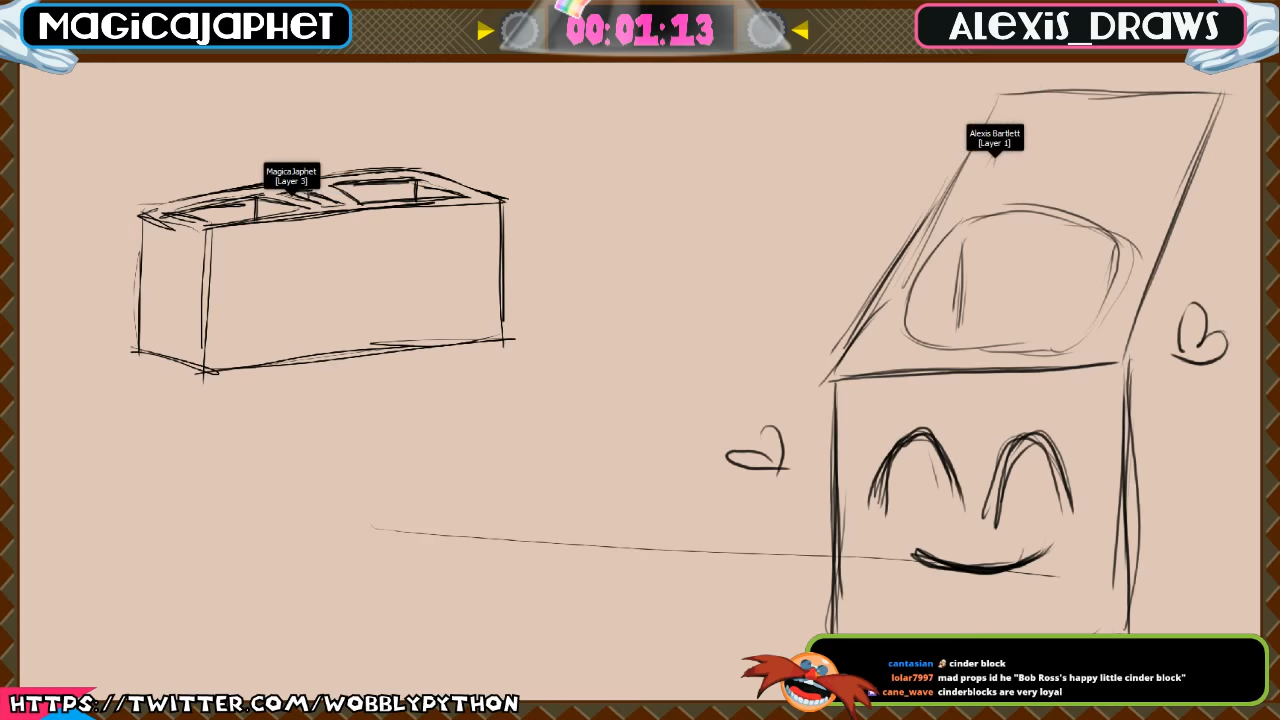 MagicaJaphet
00:01:13
Alexis_Draws
Alexis Bartlett
[Layer 1]
MagicaJaphet
[Layer 3]
cantasian cinder block
lolar7997 mad props id he "Bob Ross's happy little cinder block"
cane_wave cinderblocks are very loyal
https://twitter.com/wobblypython